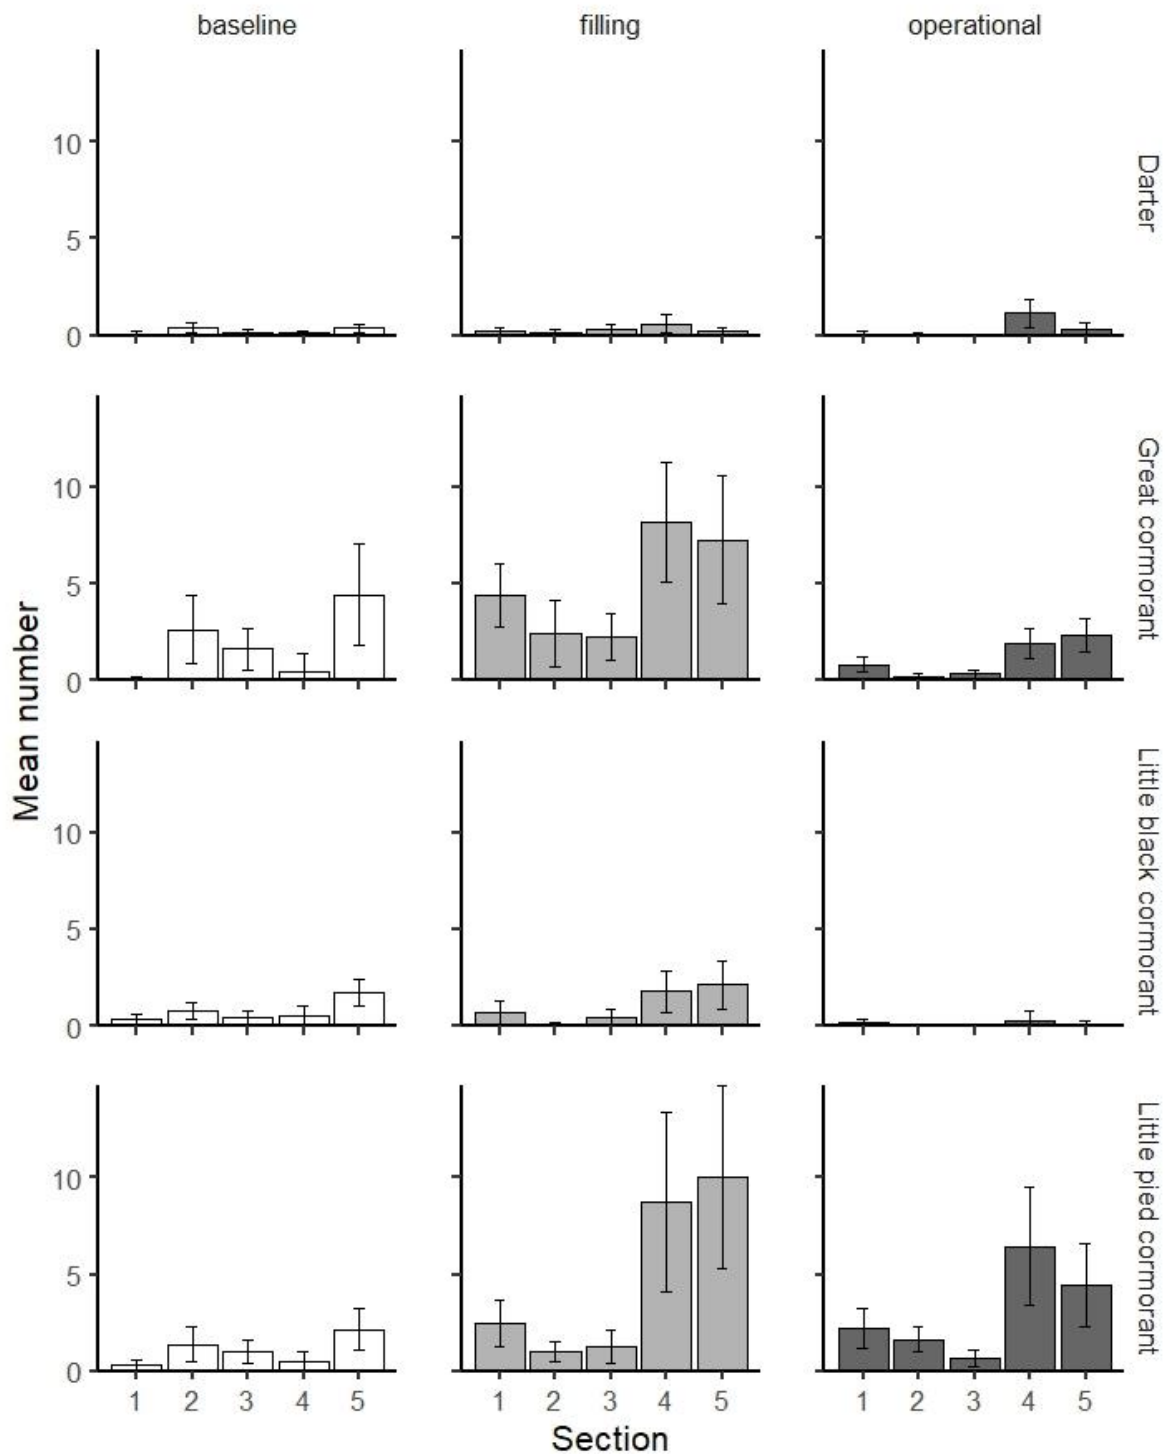 baseline filling operational
10
5
0
Darter
10
5
0
Great cormorant
10
5
0
Little black cormorant
10
5
0
Little pied cormorant
1 2 3 4 5 1 2 3 4 5 1 2 3 4 5
Section
Mean number